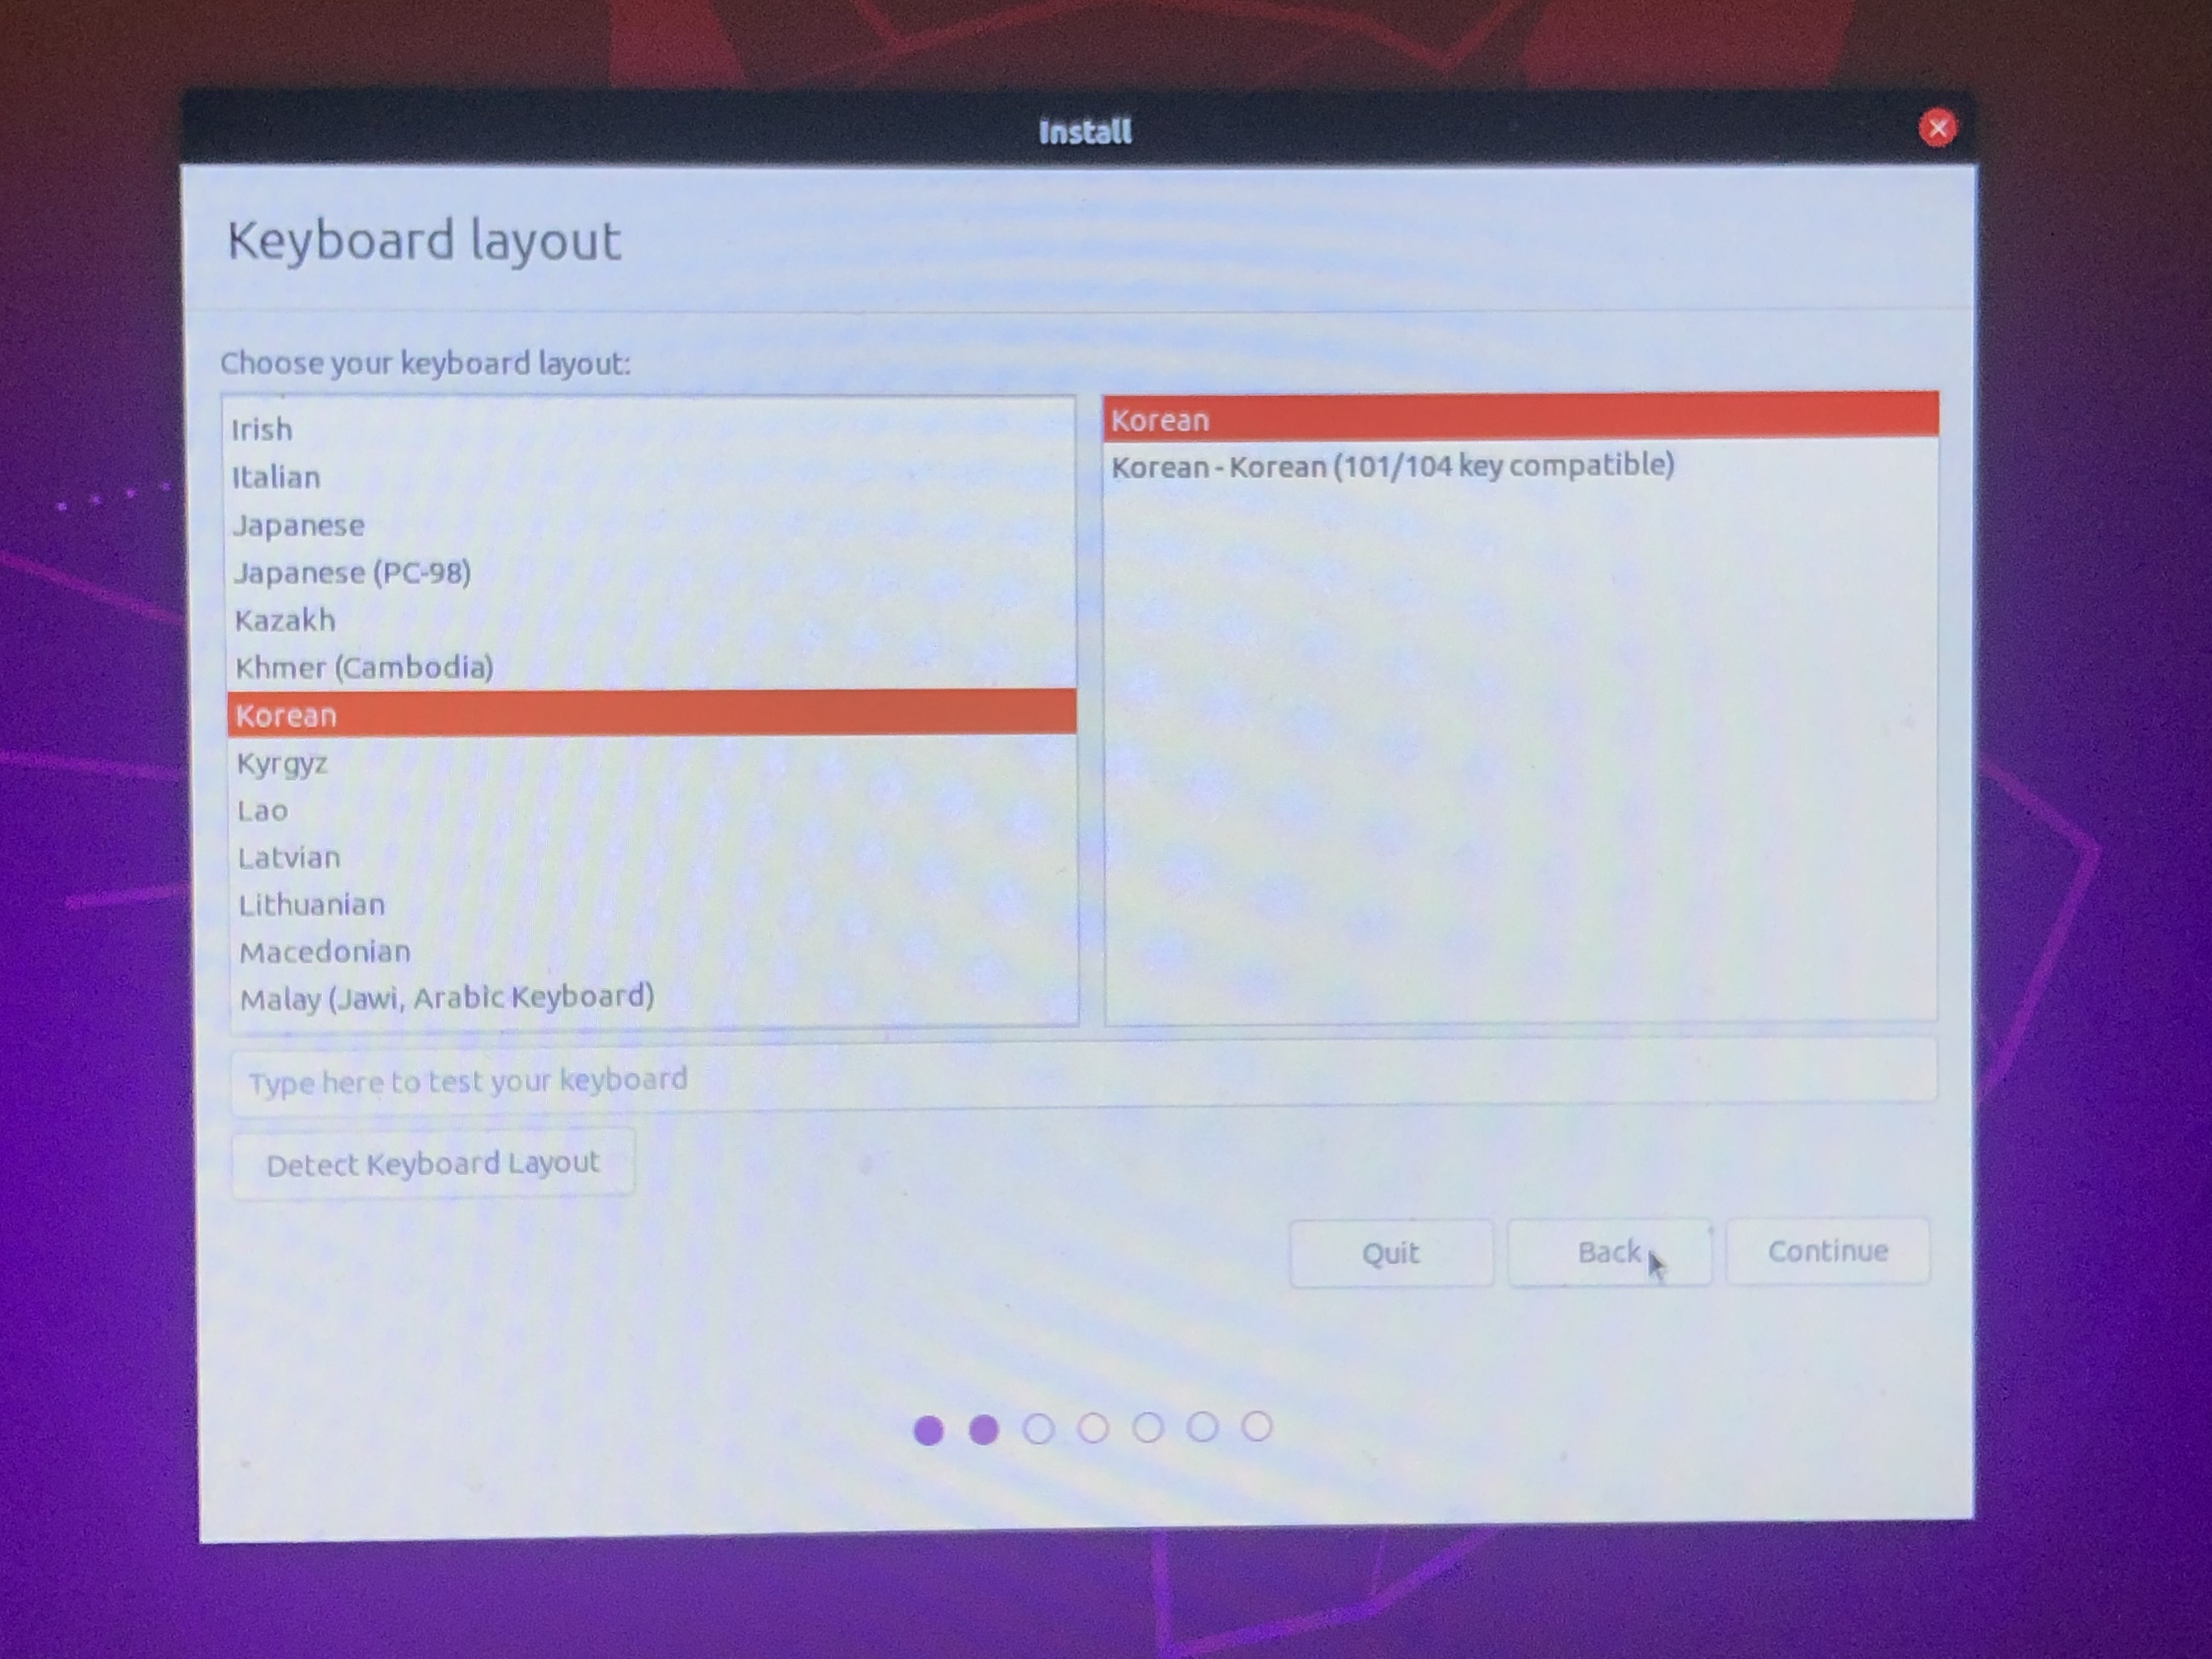 Install
Keyboard layout
Choose your keyboard layout:
Irish
Italian
Japanese
Japanese (PC-98)
Kazakh
Khmer (Cambodia)
Korean
Kyrgyz
Lao
Latvian
Lithuanian
Macedonian
Malay (Jawi, Arabic Keyboard)
Korean
Korean - Korean (101/104 key compatible)
Type here to test your keyboard
Detect Keyboard Layout
Quit
Back
Continue